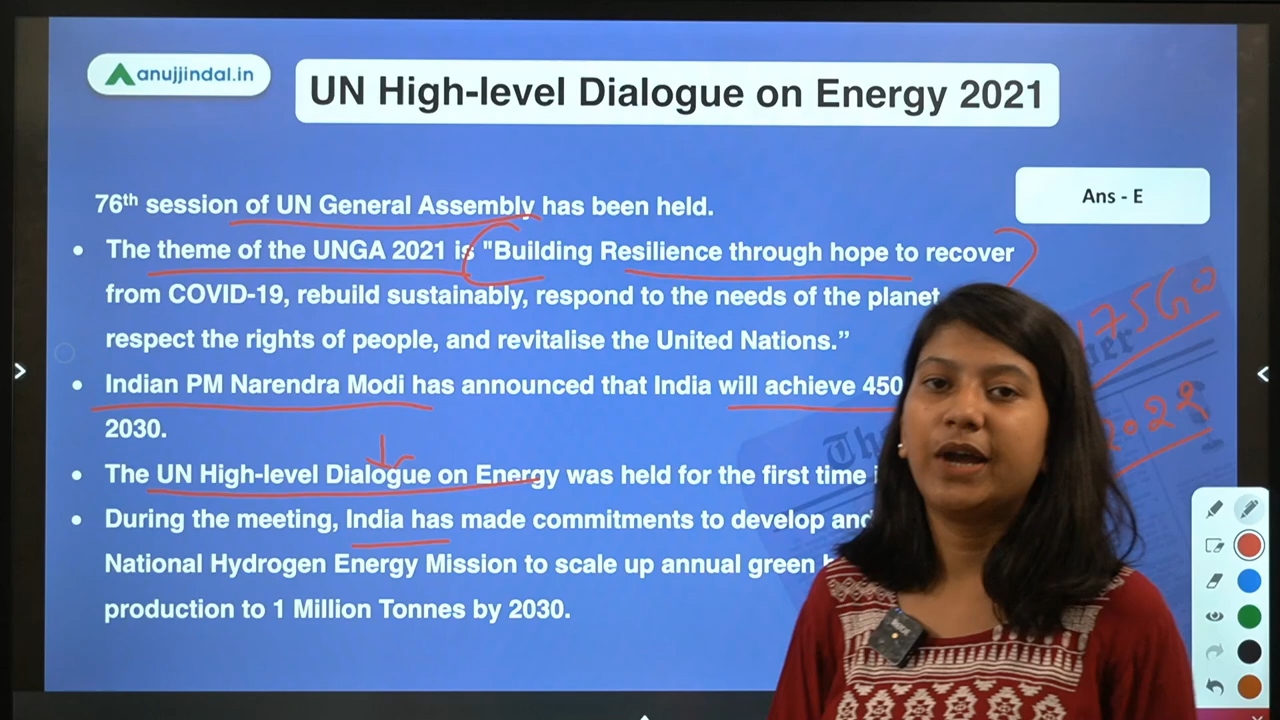 anujjindal.in
UN High-level Dialogue on Energy 2021
Ans - E
76th session of UN General Assembly has been held.
• The theme of the UNGA 2021 is "Building Resilience through hope to recover
from COVID-19, rebuild sustainably, respond to the needs of the planet
respect the rights of people, and revitalise the United Nations.”
• Indian PM Narendra Modi has announced that India will achieve 450
2030.
• The UN High-level Dialogue on Energy was held for the first time
• During the meeting, India has made commitments to develop and
National Hydrogen Energy Mission to scale up annual green
production to 1 Million Tonnes by 2030.